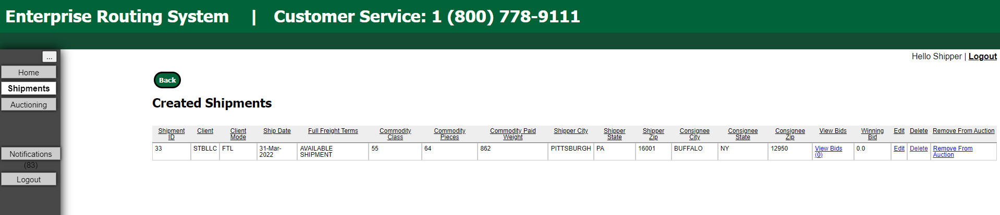 Enterprise Routing System | Customer Service: 1 (800) 778-9111
...
Hello Shipper | Logout
Home
Shipments
Auctioning
Notifications
(83)
Logout
Back
Created Shipments
Shipment ID Client Client Mode Ship Date Full Freight Terms Commodity Class Commodity Pieces Commodity Paid Weight Shipper City Shipper State Shipper Zip Consignee City Consignee State Consignee Zip View Bids Winning Bid Edit Delete Remove From Auction
33 STBLLC FTL 31-Mar-2022 AVAILABLE SHIPMENT 55 64 862 PITTSBURGH PA 16001 BUFFALO NY 12950 View Bids (0) 0.0 Edit Delete Remove From Auction